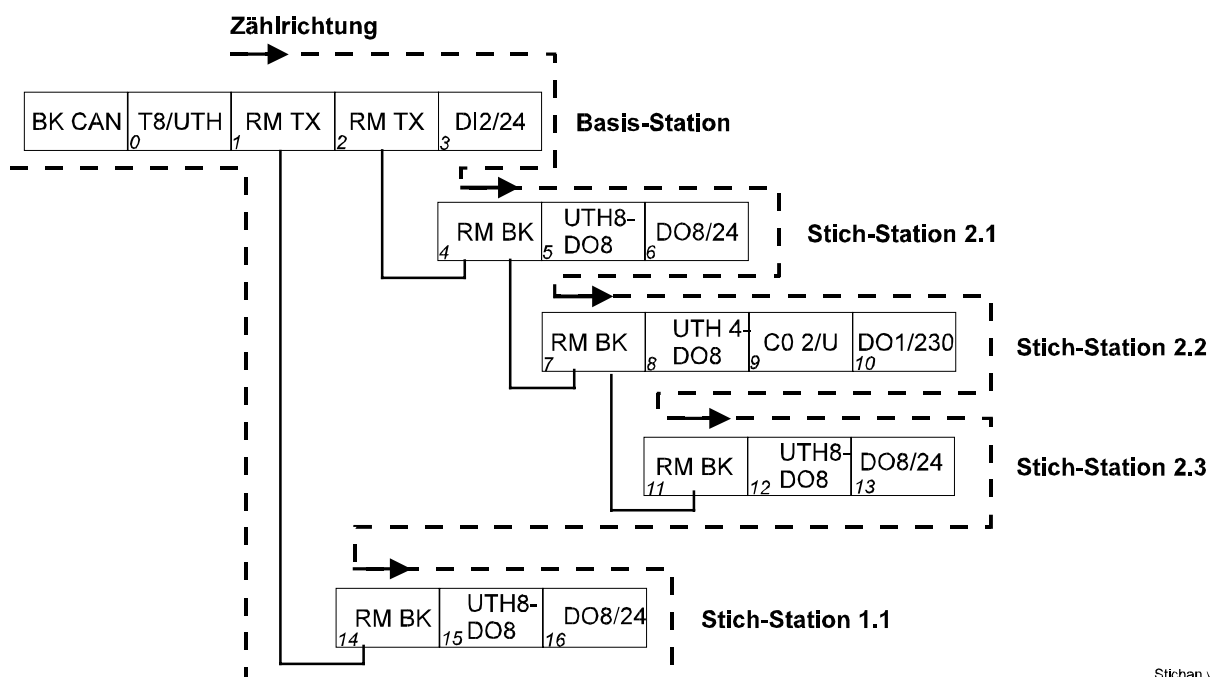 Zählrichtung
BK CAN T8/UTH RM TX RM TX DI2/24 Basis-Station
0 1 2 3
RM BK UTH8- DO8/24 Stich-Station 2.1
DO8
4 5 6
RM BK UTH 4- C0 2/U DO1/230 Stich-Station 2.2
DO8
7 8 9 10
RM BK UTH8- DO8/24 Stich-Station 2.3
DO8
11 12 13
RM BK UTH8- DO8/24 Stich-Station 1.1
DO8
14 15 16